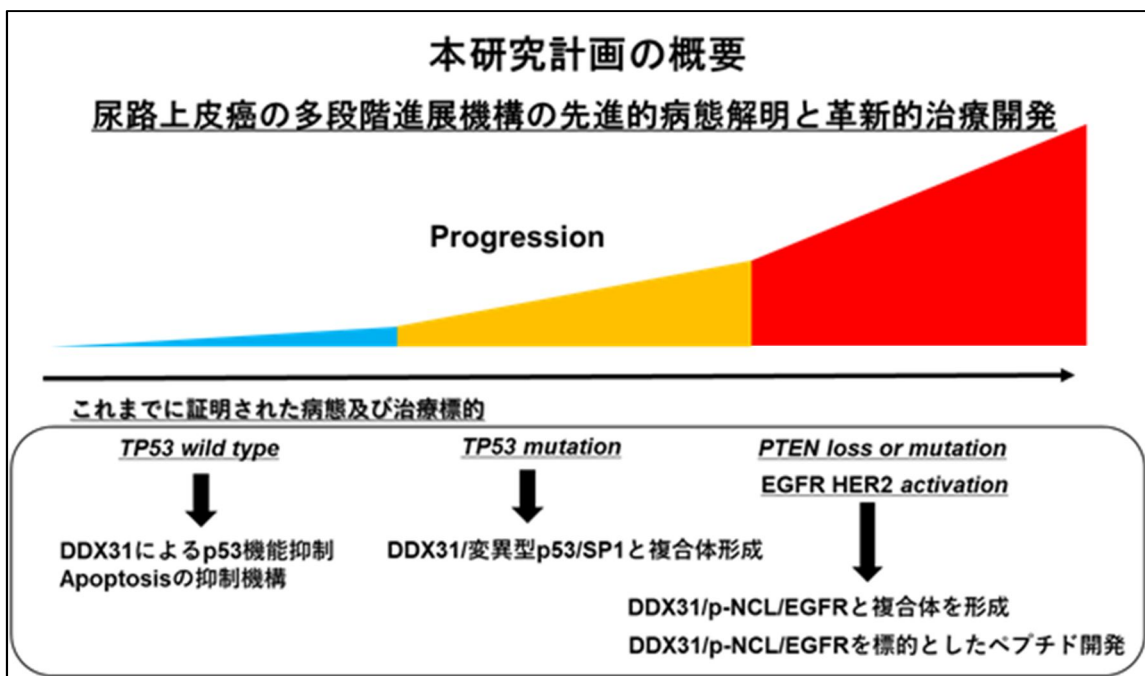 本研究計画の概要
尿路上皮癌の多段階進展機構の先進的病態解明と革新的治療開発
Progression
これまでに証明された病態及び治療標的
TP53 wild type
DDX31によるp53機能抑制
Apoptosisの抑制機構
TP53 mutation
DDX31/変異型p53/SP1と複合体形成
PTEN loss or mutation
EGFR HER2 activation
DDX31/p-NCL/EGFRと複合体を形成
DDX31/p-NCL/EGFRを標的としたペプチド開発